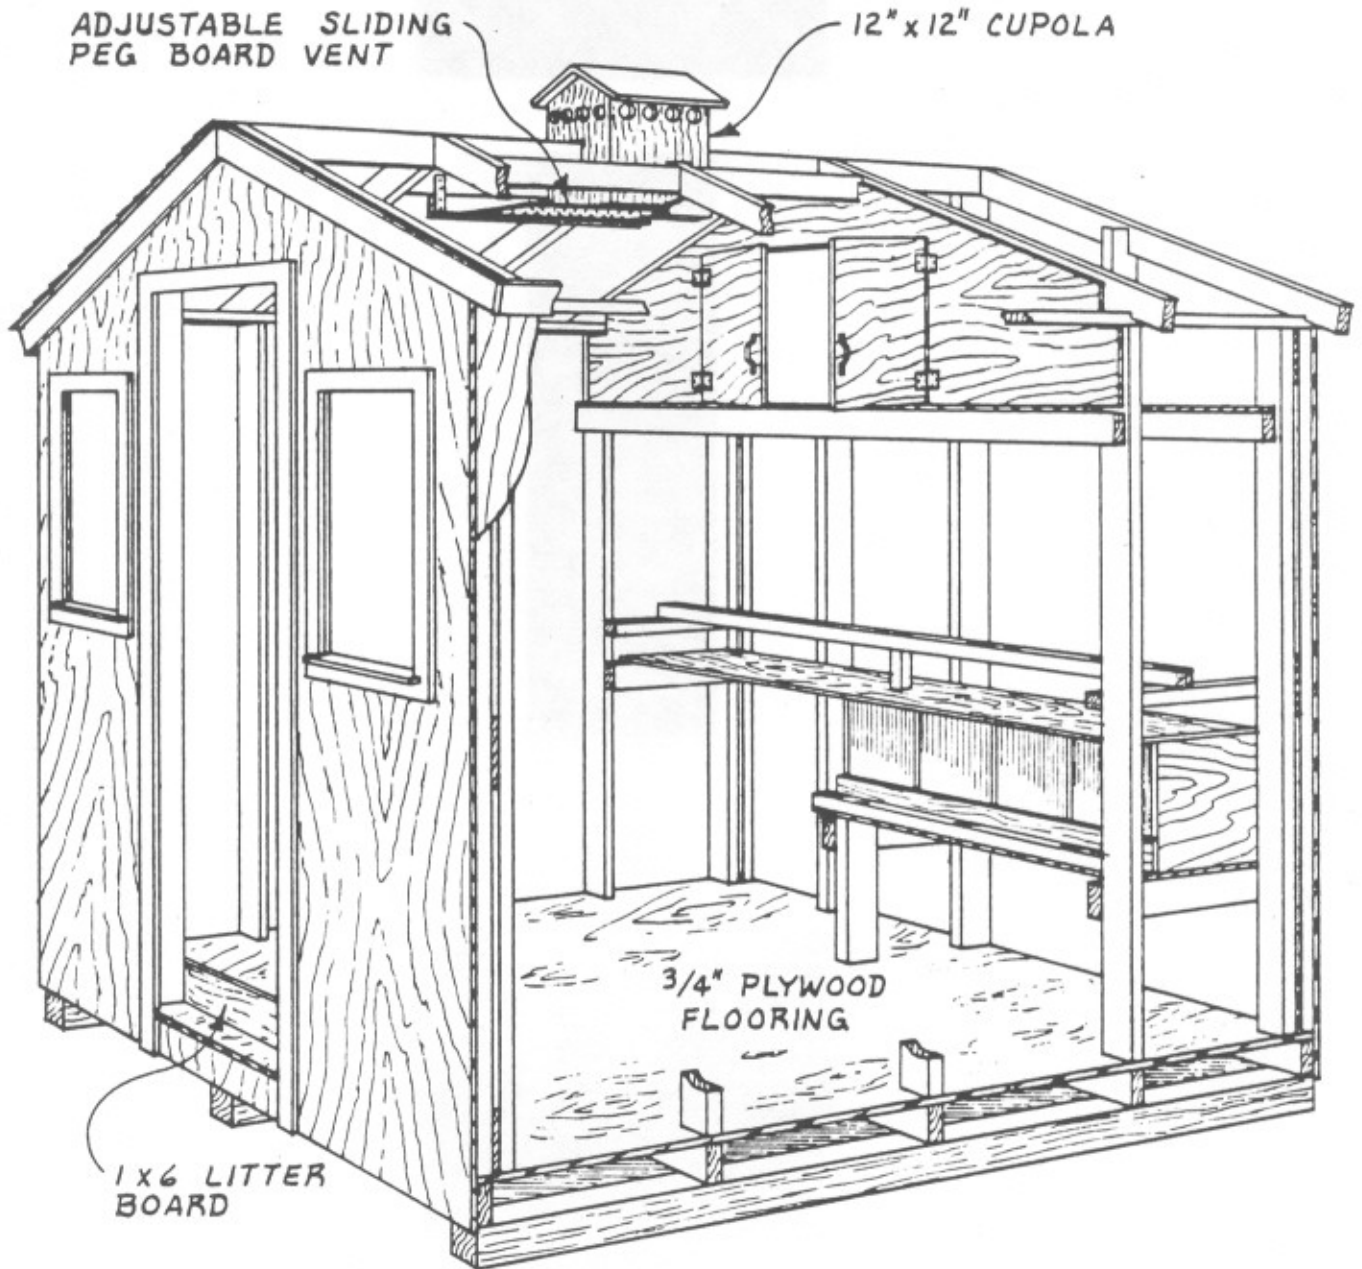 ADJUSTABLE SLIDING
PEG BOARD VENT
12" x 12" CUPOLA
3/4" PLYWOOD
FLOORING
1 x 6 LITTER
BOARD